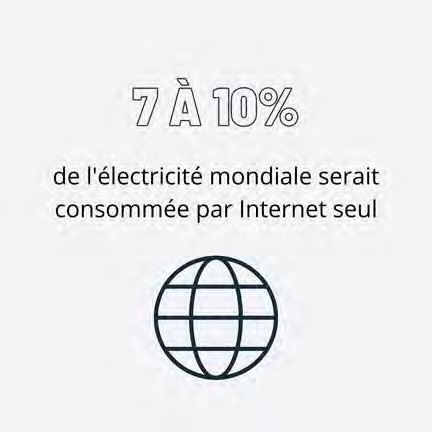 7 À 10%
de l'électricité mondiale serait
consommée par Internet seul